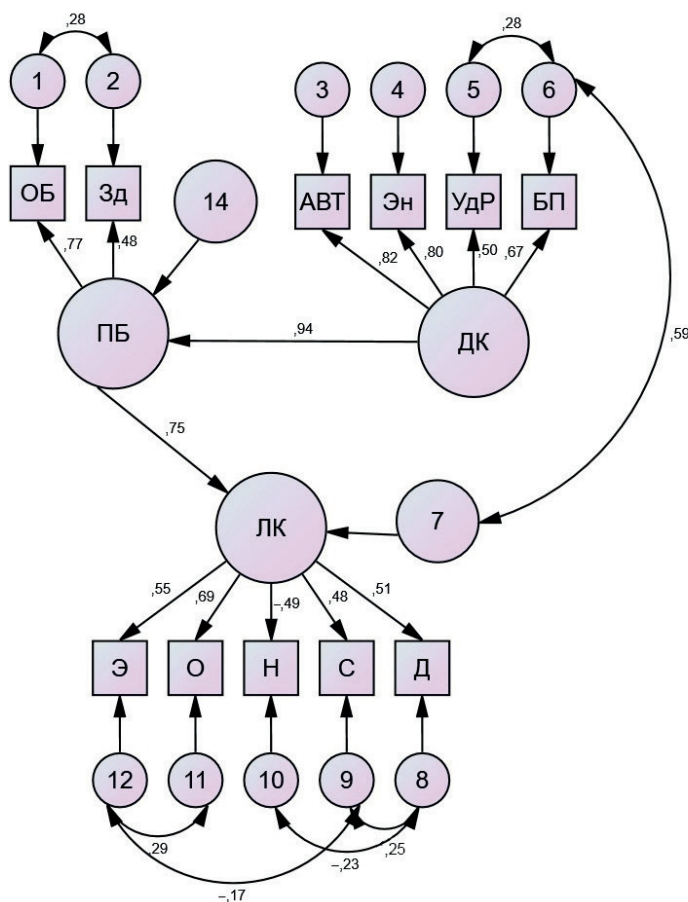 ,28
,28
1
2
3
4
5
6
ОБ
Зд
14
АВТ
Эн
УдР
БП
,77
,48
,82
,80
,50
,67
ПБ
,94
ДК
,59
,75
ЛК
7
,55
,69
–,49
,48
,51
Э
О
Н
С
Д
12
11
10
9
8
,29
–,23
,25
–,17